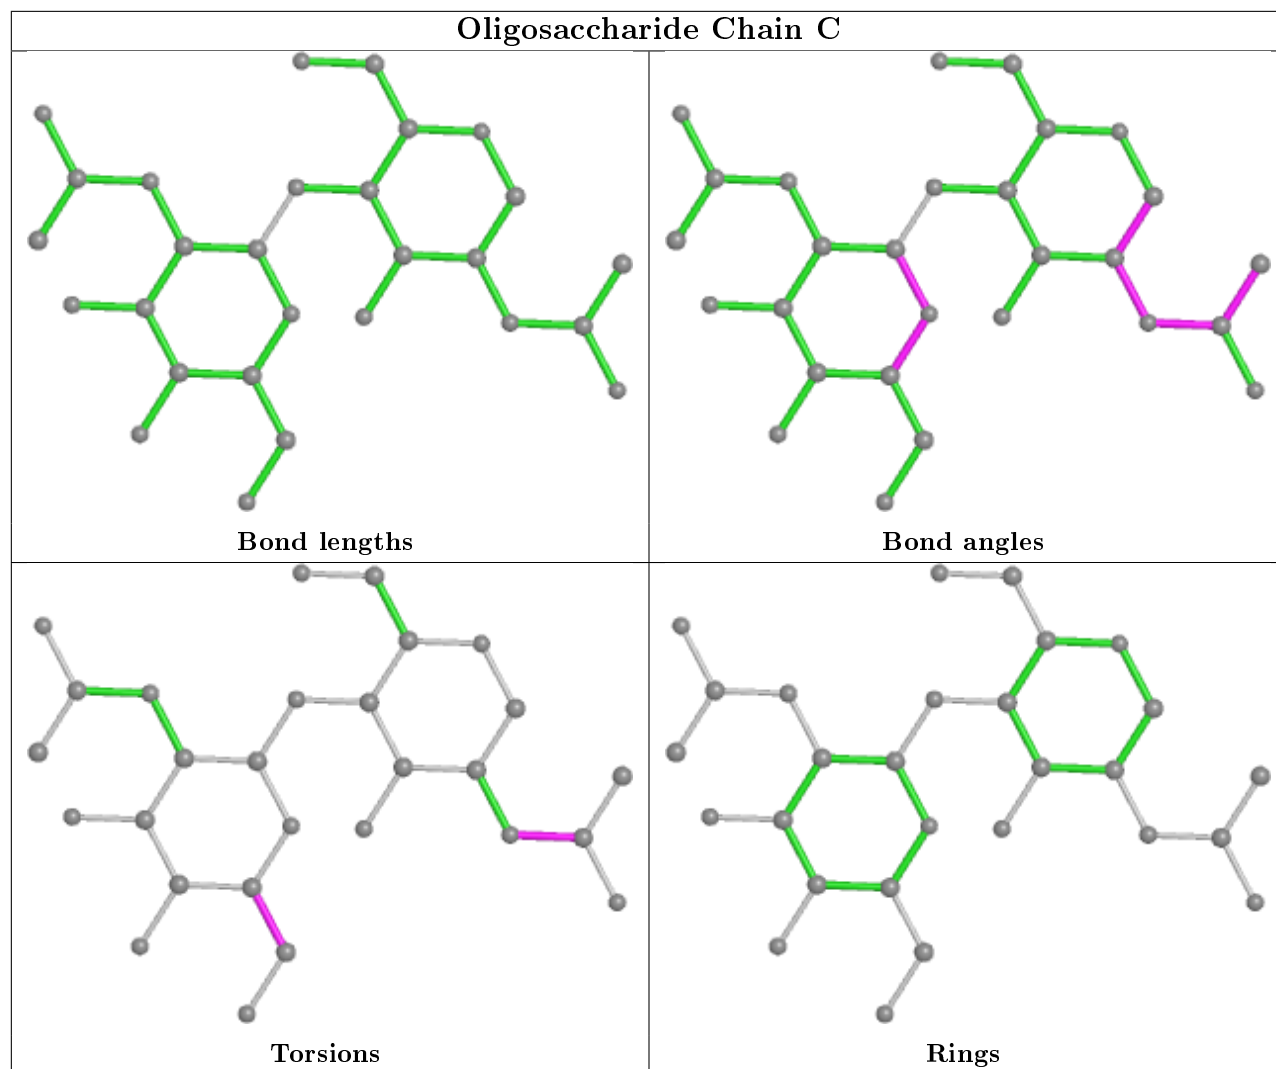 Oligosaccharide Chain C
Bond lengths
Bond angles
Torsions
Rings